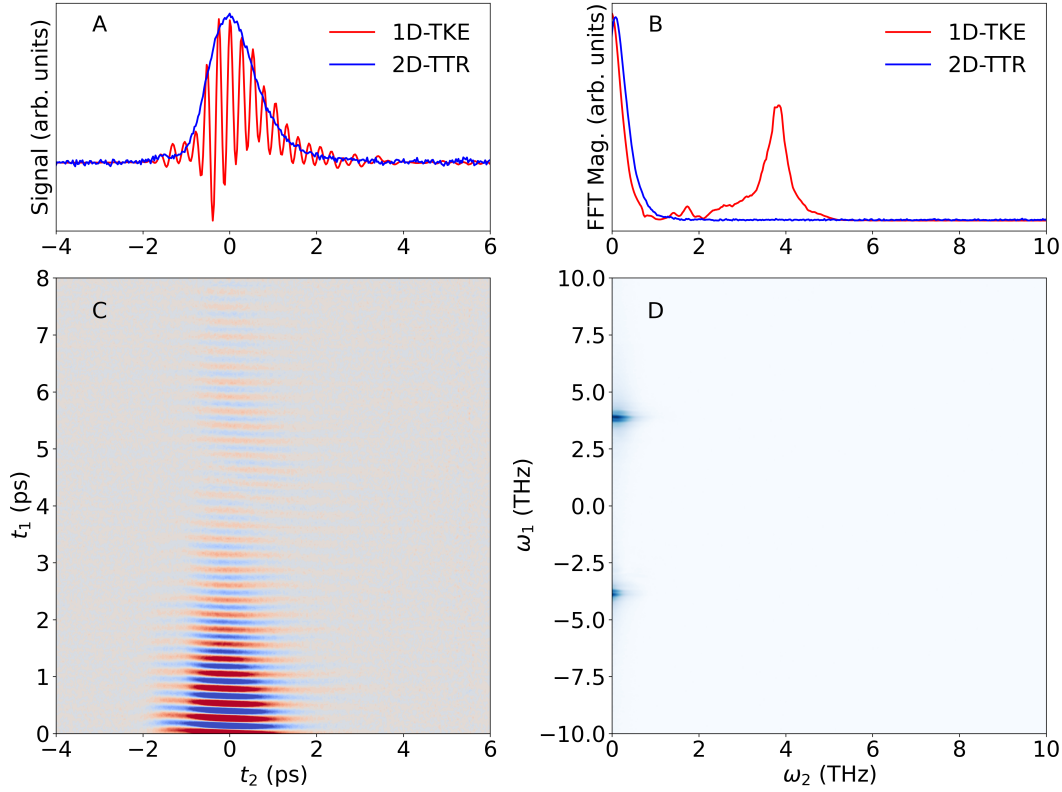 A
1D-TKE
2D-TTR
Signal (arb. units)
−4 −2 0 2 4 6
B
1D-TKE
2D-TTR
FFT Mag. (arb. units)
0 2 4 6 8 10
C
8
7
6
5
4
3
2
1
0
t₁ (ps)
−4 −2 0 2 4 6
t₂ (ps)
D
10.0
7.5
5.0
2.5
0.0
−2.5
−5.0
−7.5
−10.0
ω₁ (THz)
0 2 4 6 8 10
ω₂ (THz)